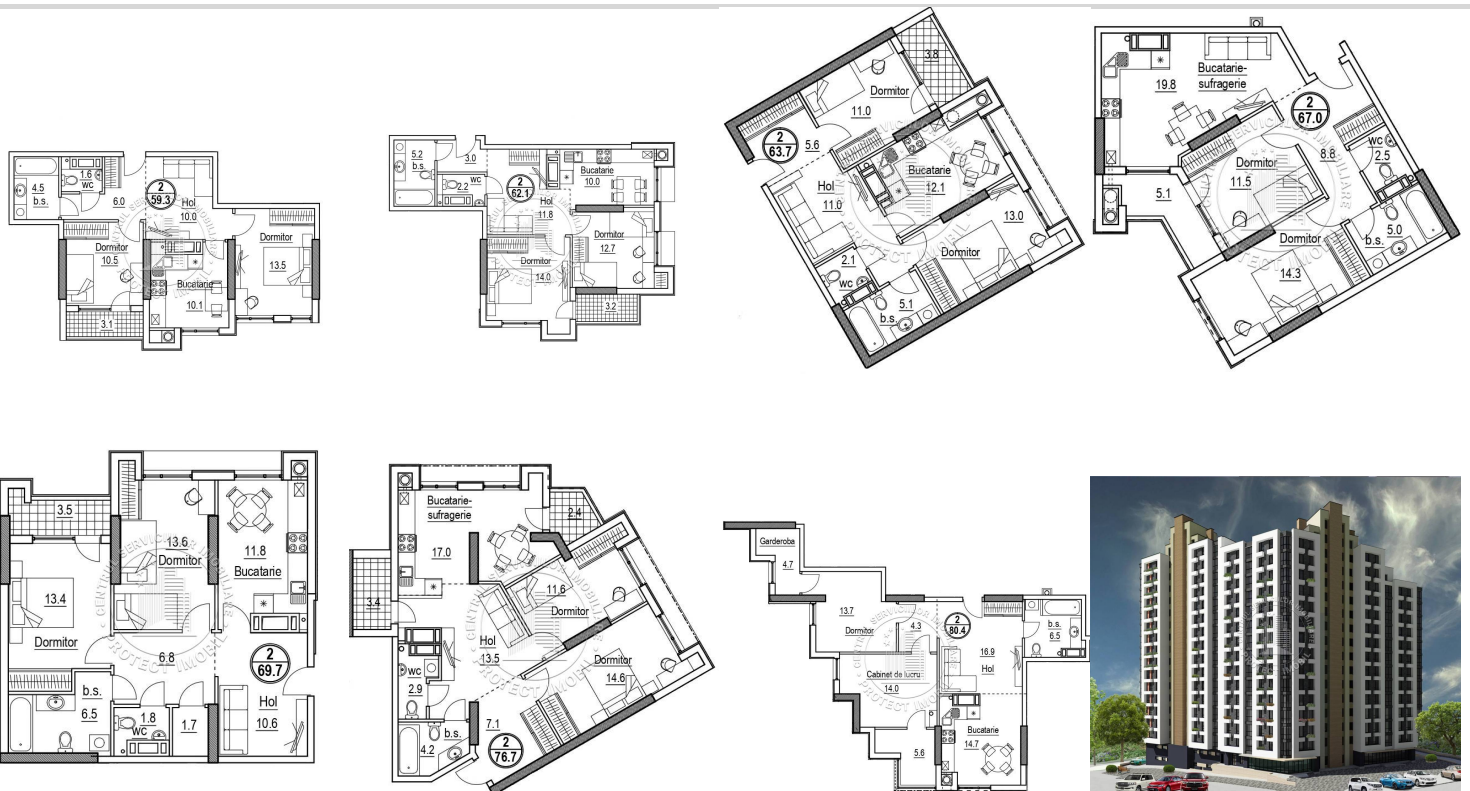 4.5
b.s.
1.6
wc
6.0
2
59.3
Hol
10.0
Dormitor
10.5
Dormitor
13.5
Bucatarie
10.1
3.1
5.2
b.s.
3.0
2.2
wc
2
62.1
Hol
11.8
Bucatarie
10.0
Dormitor
12.7
Dormitor
14.0
3.2
3.8
Dormitor
11.0
2
63.7
5.6
Bucatarie
12.1
Hol
11.0
13.0
Dormitor
2.1
wc
5.1
b.s.
Bucatarie-
sufragerie
19.8
2
67.0
8.8
wc
2.5
Dormitor
11.5
5.1
5.0
b.s.
Dormitor
14.3
3.5
13.6
Dormitor
11.8
Bucatarie
13.4
Dormitor
6.8
2
69.7
b.s.
6.5
1.8
wc
1.7
Hol
10.6
Bucatarie-
sufragerie
17.0
2.4
3.4
11.6
Dormitor
Hol
13.5
Dormitor
14.6
wc
2.9
7.1
b.s.
4.2
2
76.7
Garderoba
4.7
13.7
Dormitor
4.3
2
80.4
b.s.
6.5
16.9
Hol
Cabinet de lucru
14.0
Bucatarie
14.7
5.6
CENTRUL SERVICIILOR IMOBILIARE
PROTECT IMOBIL